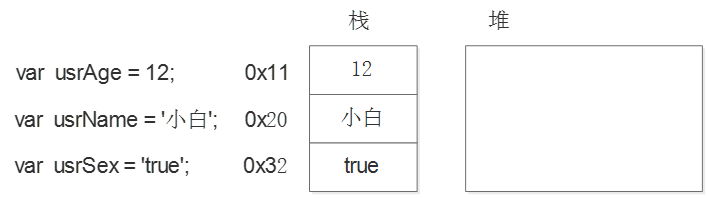 栈 堆
var usrAge = 12; 0x11 12
var usrName = '小白'; 0x20 小白
var usrSex = 'true'; 0x32 true